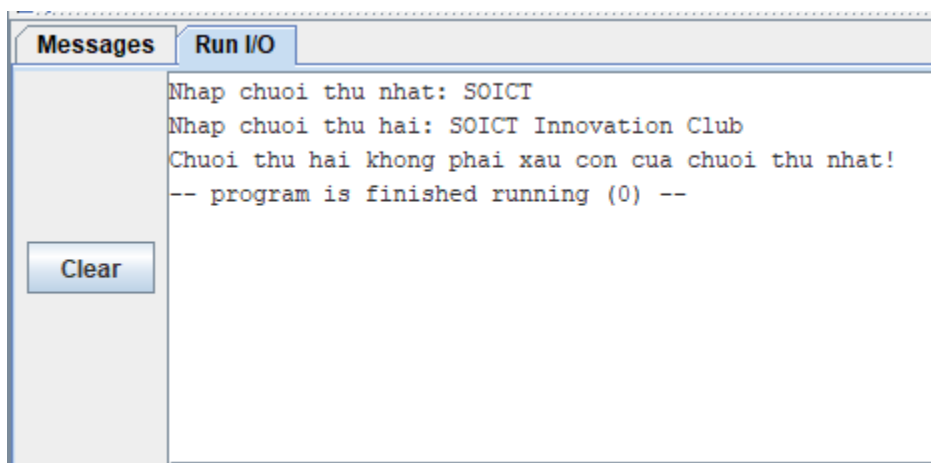 Messages Run I/O
Nhap chuoi thu nhat: SOICT
Nhap chuoi thu hai: SOICT Innovation Club
Chuoi thu hai khong phai xau con cua chuoi thu nhat!
-- program is finished running (0) --
Clear